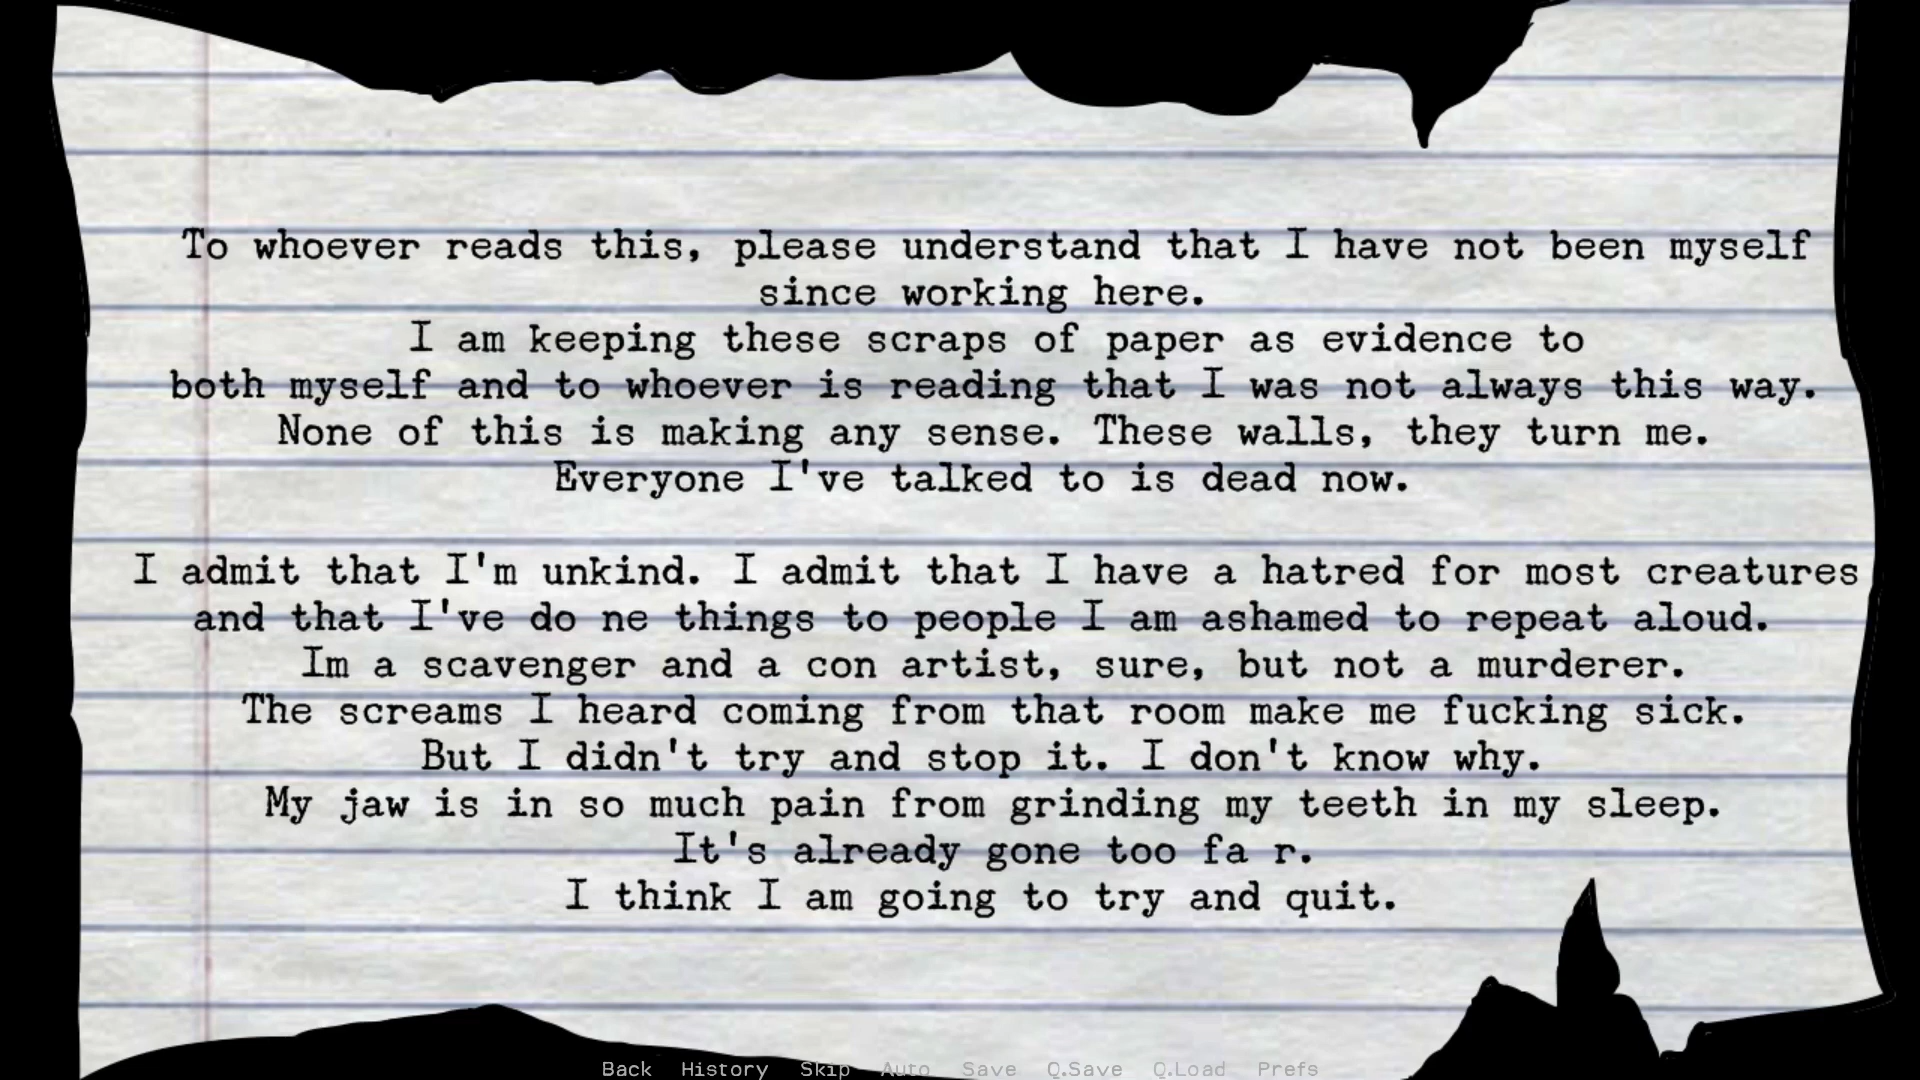 To whoever reads this, please understand that I have not been myself
since working here.
I am keeping these scraps of paper as evidence to
both myself and to whoever is reading that I was not always this way.
None of this is making any sense. These walls, they turn me.
Everyone I've talked to is dead now.
I admit that I'm unkind. I admit that I have a hatred for most creatures
and that I've do ne things to people I am ashamed to repeat aloud.
Im a scavenger and a con artist, sure, but not a murderer.
The screams I heard coming from that room make me fucking sick.
But I didn't try and stop it. I don't know why.
My jaw is in so much pain from grinding my teeth in my sleep.
It's already gone too fa r.
I think I am going to try and quit.
Back History Skip Auto Save Q.Save Q.Load Prefs